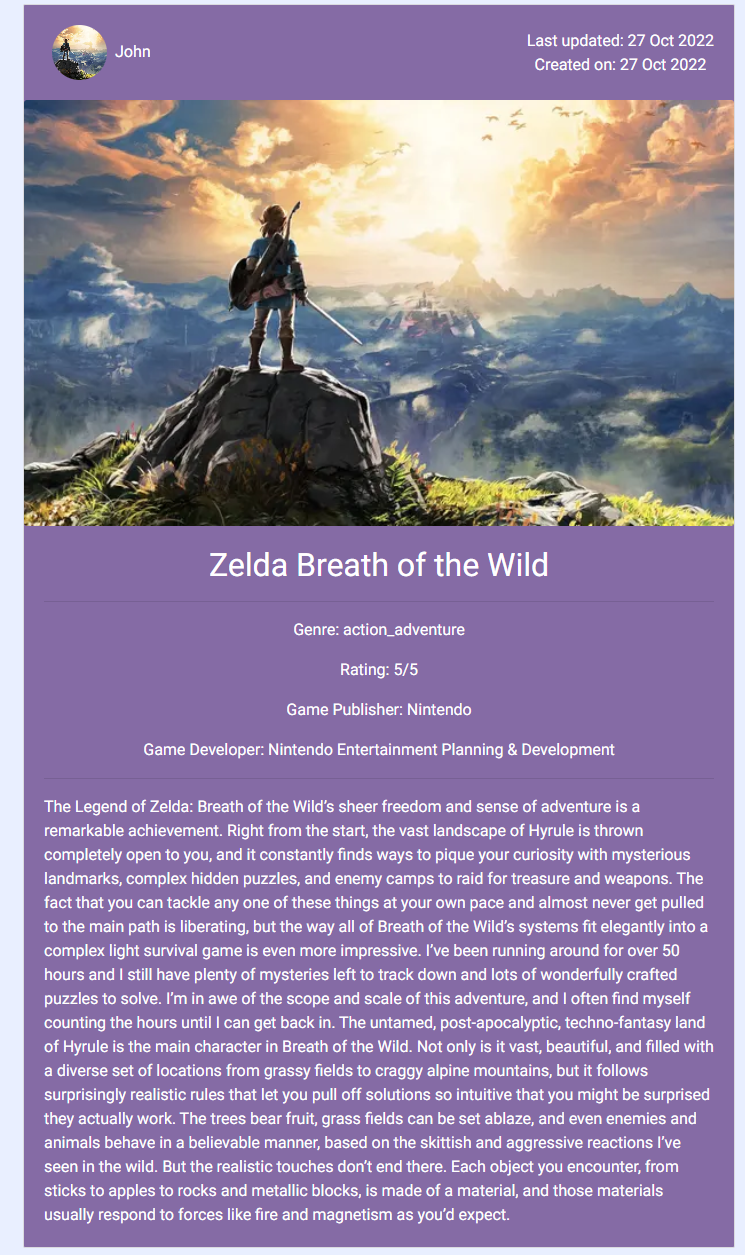 John
Last updated: 27 Oct 2022
Created on: 27 Oct 2022
Zelda Breath of the Wild
Genre: action_adventure
Rating: 5/5
Game Publisher: Nintendo
Game Developer: Nintendo Entertainment Planning & Development
The Legend of Zelda: Breath of the Wild’s sheer freedom and sense of adventure is a
remarkable achievement. Right from the start, the vast landscape of Hyrule is thrown
completely open to you, and it constantly finds ways to pique your curiosity with mysterious
landmarks, complex hidden puzzles, and enemy camps to raid for treasure and weapons. The
fact that you can tackle any one of these things at your own pace and almost never get pulled
to the main path is liberating, but the way all of Breath of the Wild’s systems fit elegantly into a
complex light survival game is even more impressive. I’ve been running around for over 50
hours and I still have plenty of mysteries left to track down and lots of wonderfully crafted
puzzles to solve. I’m in awe of the scope and scale of this adventure, and I often find myself
counting the hours until I can get back in. The untamed, post-apocalyptic, techno-fantasy land
of Hyrule is the main character in Breath of the Wild. Not only is it vast, beautiful, and filled with
a diverse set of locations from grassy fields to craggy alpine mountains, but it follows
surprisingly realistic rules that let you pull off solutions so intuitive that you might be surprised
they actually work. The trees bear fruit, grass fields can be set ablaze, and even enemies and
animals behave in a believable manner, based on the skittish and aggressive reactions I’ve
seen in the wild. But the realistic touches don’t end there. Each object you encounter, from
sticks to apples to rocks and metallic blocks, is made of a material, and those materials
usually respond to forces like fire and magnetism as you’d expect.